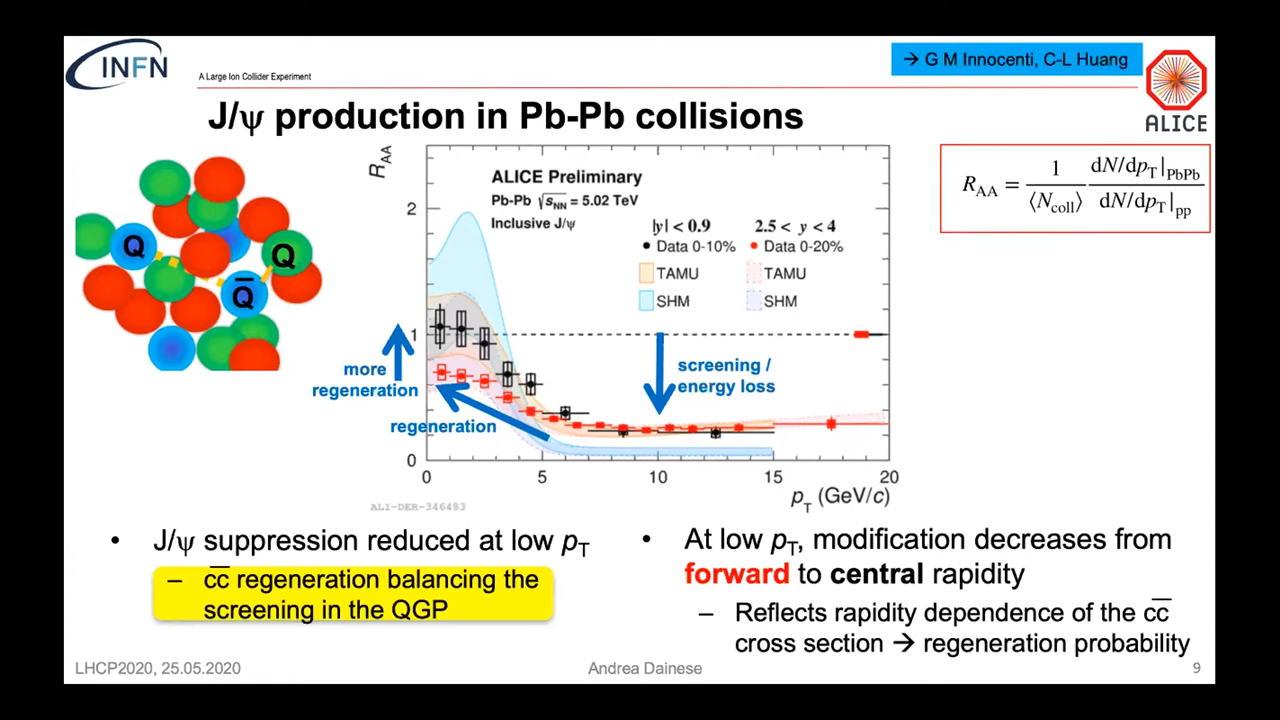 INFN
A Large Ion Collider Experiment
→ G M Innocenti, C-L Huang
ALICE
J/ψ production in Pb-Pb collisions
Q
Q
Q̅
R_AA
2
1
0
ALICE Preliminary
Pb-Pb √s_NN = 5.02 TeV
Inclusive J/ψ
|y| < 0.9
2.5 < y < 4
Data 0-10%
Data 0-20%
TAMU
TAMU
SHM
SHM
more
regeneration
regeneration
screening /
energy loss
0 5 10 15 20
p_T (GeV/c)
ALI-DER-346483
R_AA = 1/⟨N_coll⟩ dN/dp_T|_PbPb / dN/dp_T|_pp
• J/ψ suppression reduced at low p_T
– c̅c̅ regeneration balancing the
screening in the QGP
• At low p_T, modification decreases from
forward to central rapidity
– Reflects rapidity dependence of the c̅c̅
cross section → regeneration probability
LHCP2020, 25.05.2020
Andrea Dainese
9